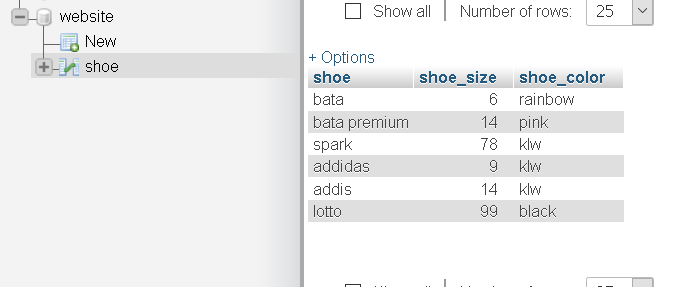 website
New
shoe
Show all Number of rows: 25
+ Options
shoe shoe_size shoe_color
bata 6 rainbow
bata premium 14 pink
spark 78 klw
addidas 9 klw
addis 14 klw
lotto 99 black